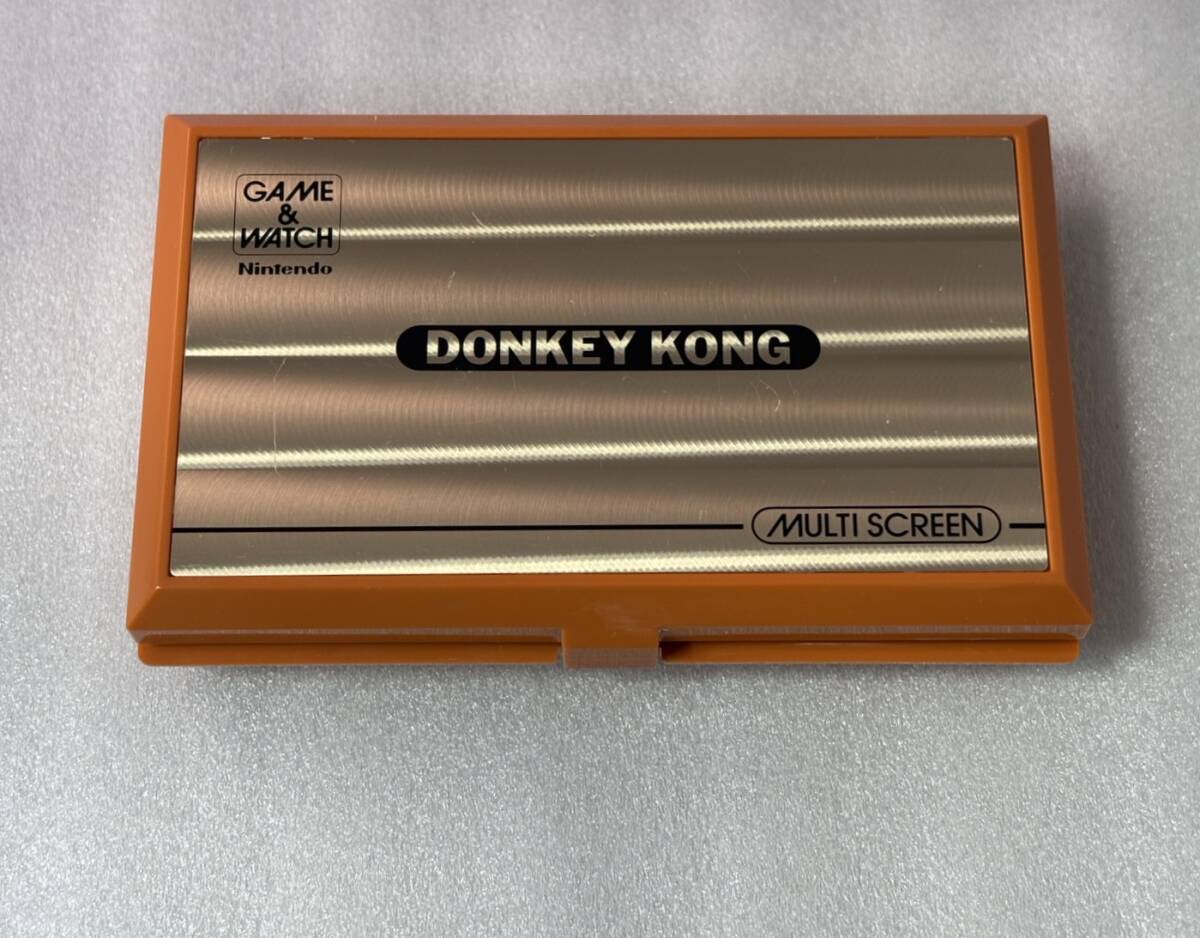 GAME
&
WATCH
Nintendo
DONKEY KONG
MULTI SCREEN